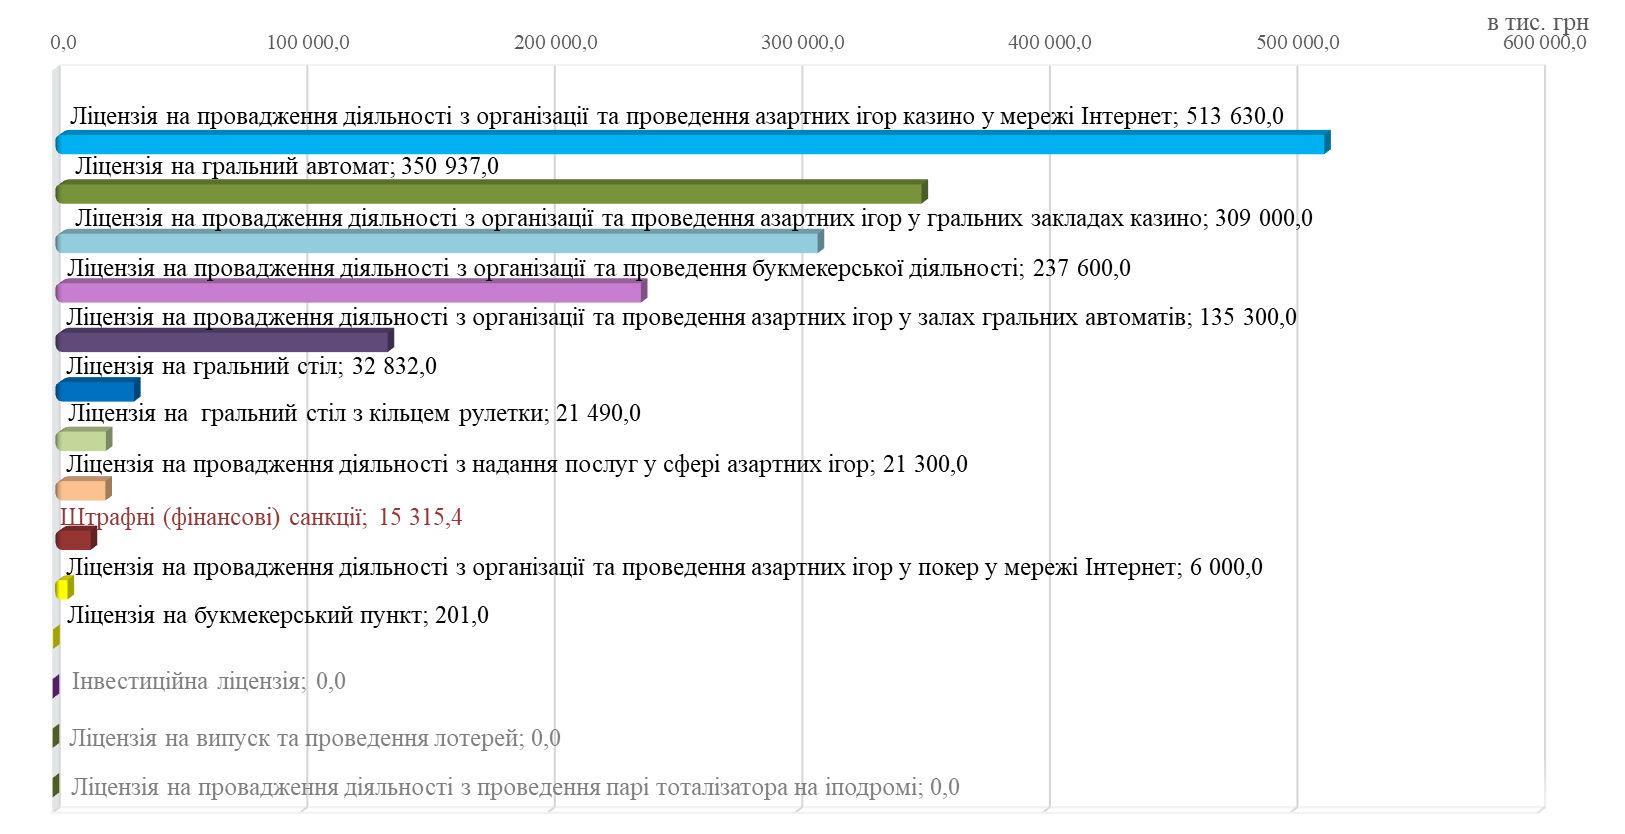 в тис. грн
0,0 100 000,0 200 000,0 300 000,0 400 000,0 500 000,0 600 000,0
Ліцензія на провадження діяльності з організації та проведення азартних ігор казино у мережі Інтернет; 513 630,0
Ліцензія на гральний автомат; 350 937,0
Ліцензія на провадження діяльності з організації та проведення азартних ігор у гральних закладах казино; 309 000,0
Ліцензія на провадження діяльності з організації та проведення букмекерської діяльності; 237 600,0
Ліцензія на провадження діяльності з організації та проведення азартних ігор у залах гральних автоматів; 135 300,0
Ліцензія на гральний стіл; 32 832,0
Ліцензія на  гральний стіл з кільцем рулетки; 21 490,0
Ліцензія на провадження діяльності з надання послуг у сфері азартних ігор; 21 300,0
Штрафні (фінансові) санкції; 15 315,4
Ліцензія на провадження діяльності з організації та проведення азартних ігор у покер у мережі Інтернет; 6 000,0
Ліцензія на букмекерський пункт; 201,0
Інвестиційна ліцензія; 0,0
Ліцензія на випуск та проведення лотерей; 0,0
Ліцензія на провадження діяльності з проведення парі тоталізатора на іподромі; 0,0